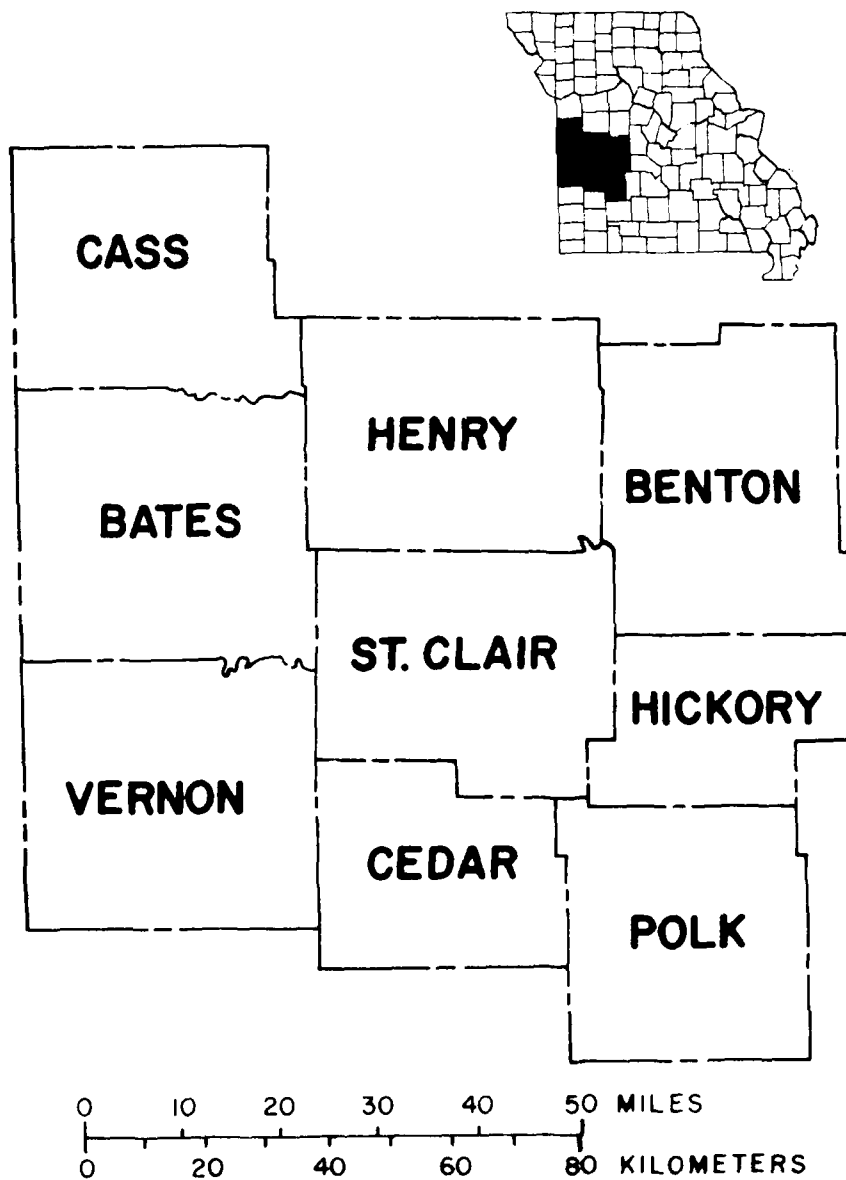 CASS
HENRY
BENTON
BATES
ST. CLAIR
HICKORY
VERNON
CEDAR
POLK
0 10 20 30 40 50 MILES
0 20 40 60 80 KILOMETERS